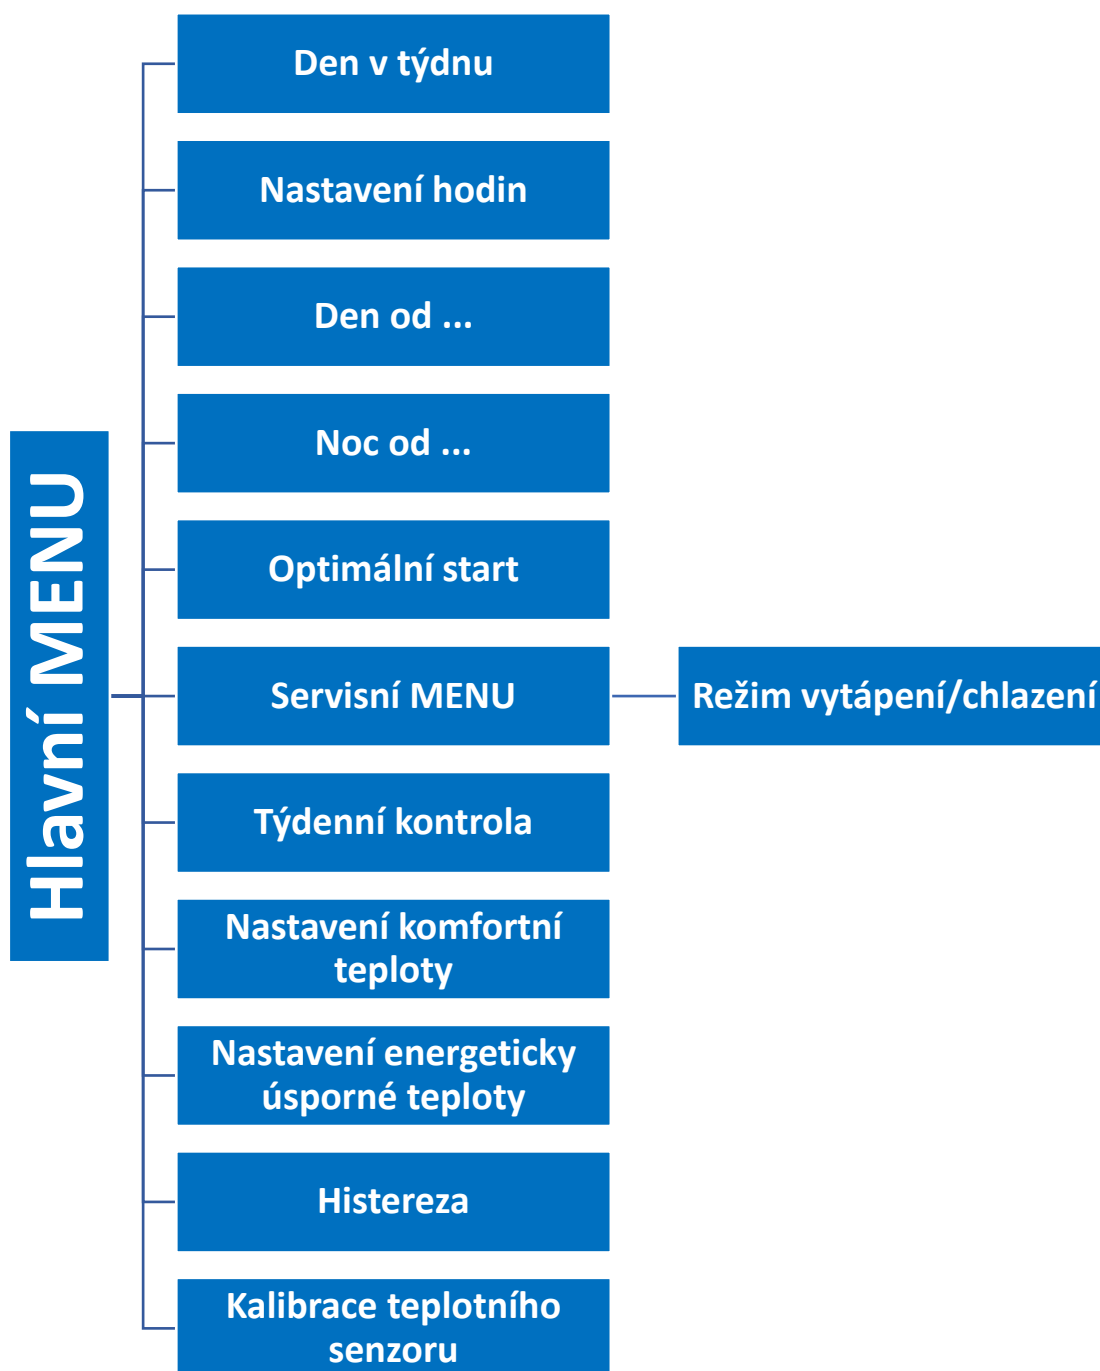 Hlavní MENU
Den v týdnu
Nastavení hodin
Den od ...
Noc od ...
Optimální start
Servisní MENU
Režim vytápení/chlazení
Týdenní kontrola
Nastavení komfortní
teploty
Nastavení energeticky
úsporné teploty
Histereza
Kalibrace teplotního
senzoru